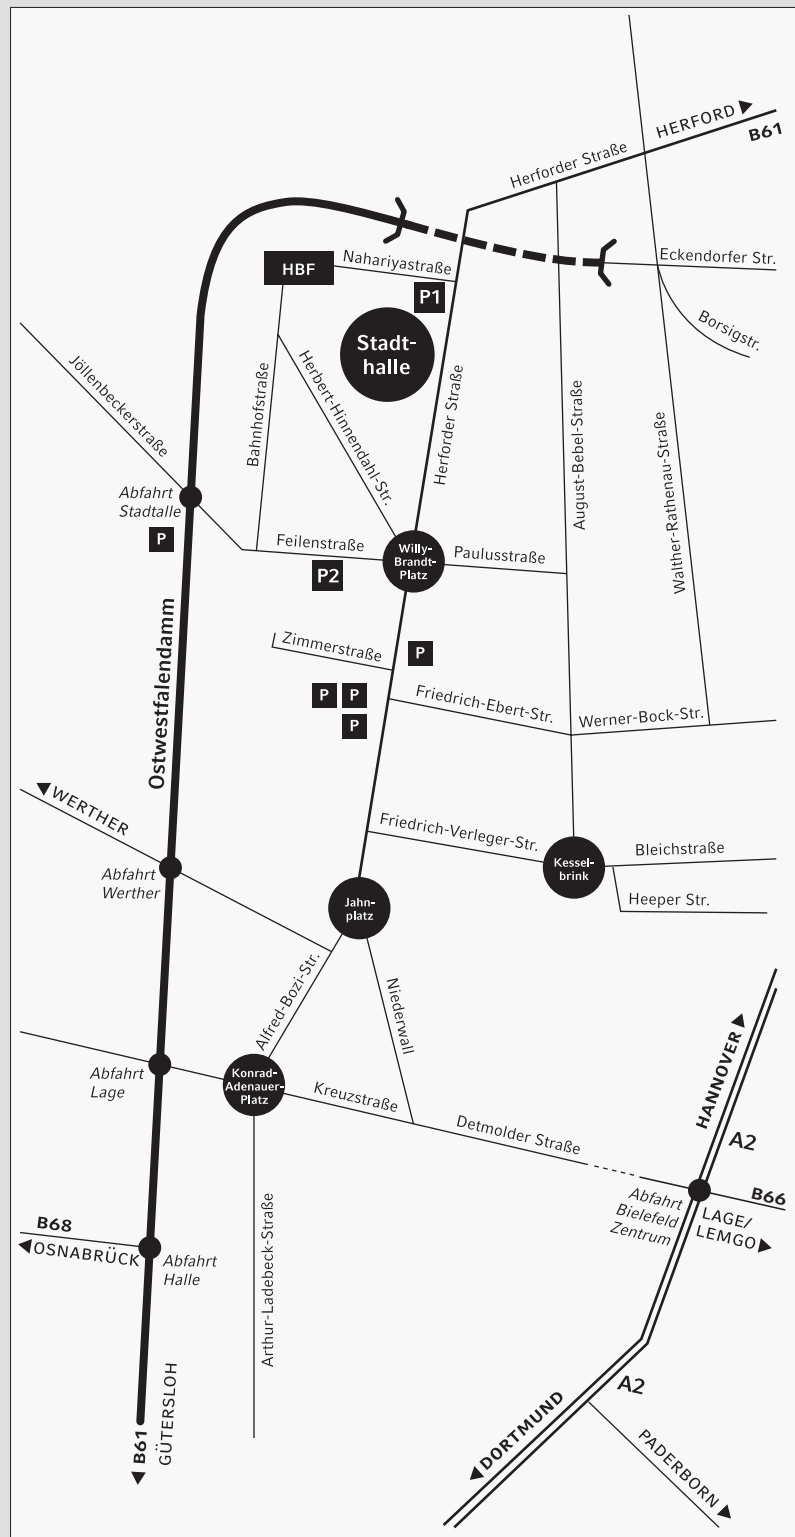 HERFORD
B61
Herforder Straße
Eckendorfer Str.
Nahariyastraße
HBF
P1
Borsigstr.
Stadt-
halle
Jöllenbeckerstraße
Bahnhofstraße
Herbert-Hinnendahl-Str.
Herforder Straße
August-Bebel-Straße
Walther-Rathenau-Straße
Abfahrt
Stadtalle
P
Feilenstraße
Willy-
Brandt-
Platz
Paulusstraße
P2
Ostwestfalendamm
Zimmerstraße
P
P
P
P
Friedrich-Ebert-Str.
Werner-Bock-Str.
WERTHER
Friedrich-Verleger-Str.
Kessel-
brink
Bleichstraße
Heeper Str.
Abfahrt
Werther
Jahn-
platz
Alfred-Bozi-Str.
Niederwall
Abfahrt
Lage
Konrad-
Adenauer-
Platz
Kreuzstraße
Detmolder Straße
HANNOVER
A2
B66
Abfahrt
Bielefeld
Zentrum
LAGE/
LEMGO
B68
OSNABRÜCK
Abfahrt
Halle
Arthur-Ladebeck-Straße
B61
GÜTERSLOH
A2
DORTMUND
PADERBORN